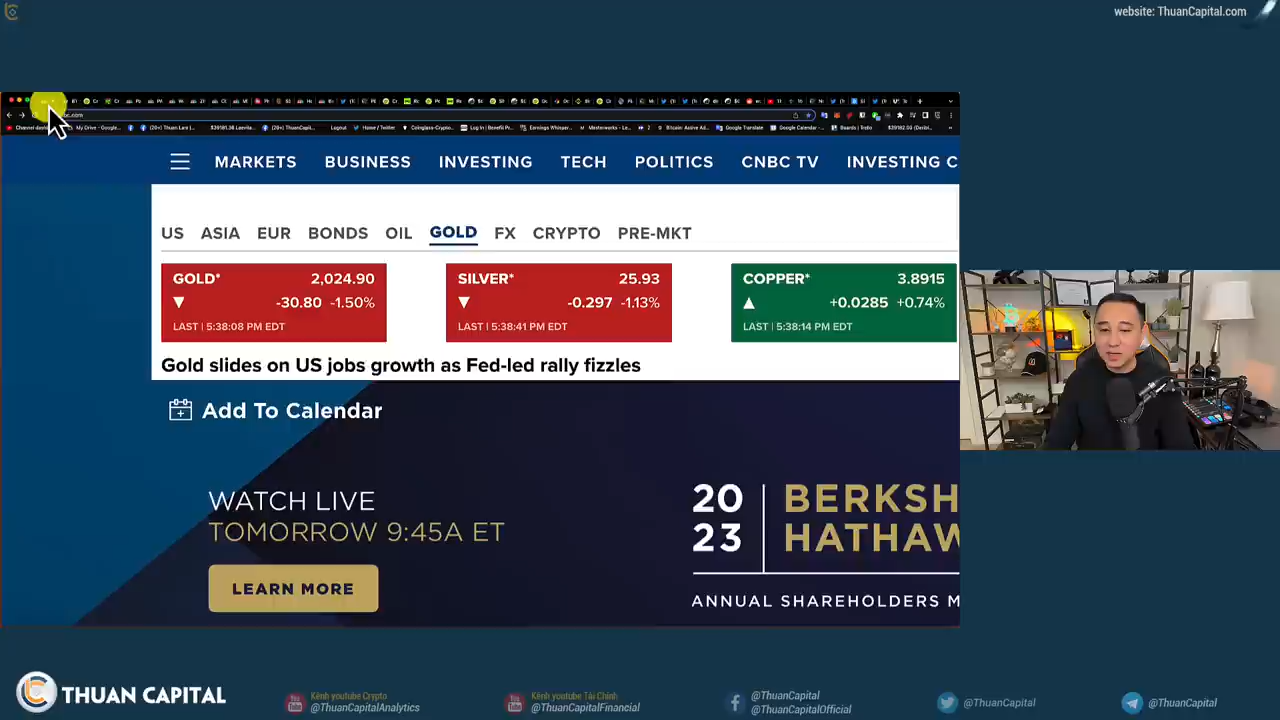 website: ThuanCapital.com
MARKETS BUSINESS INVESTING TECH POLITICS CNBC TV INVESTING C
US ASIA EUR BONDS OIL GOLD FX CRYPTO PRE-MKT
GOLD* 2,024.90
▼ -30.80 -1.50%
LAST | 5:38:08 PM EDT
SILVER* 25.93
▼ -0.297 -1.13%
LAST | 5:38:41 PM EDT
COPPER* 3.8915
▲ +0.0285 +0.74%
LAST | 5:38:14 PM EDT
Gold slides on US jobs growth as Fed-led rally fizzles
Add To Calendar
WATCH LIVE
TOMORROW 9:45A ET
LEARN MORE
20
23
BERKSH
HATHAW
ANNUAL SHAREHOLDERS M
THUAN CAPITAL
Kênh youtube Crypto
@ThuanCapitalAnalytics
Kênh youtube Tài Chính
@ThuanCapitalFinancial
@ThuanCapital
@ThuanCapitalOfficial
@ThuanCapital
@ThuanCapital